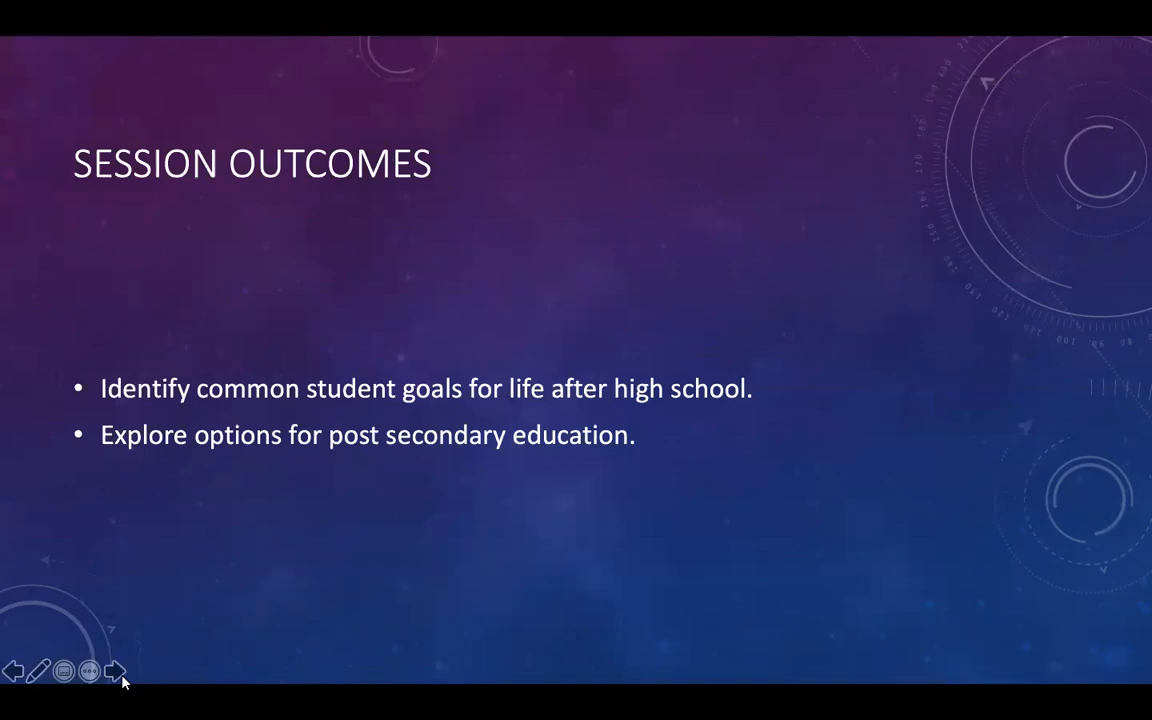 SESSION OUTCOMES
• Identify common student goals for life after high school.
• Explore options for post secondary education.